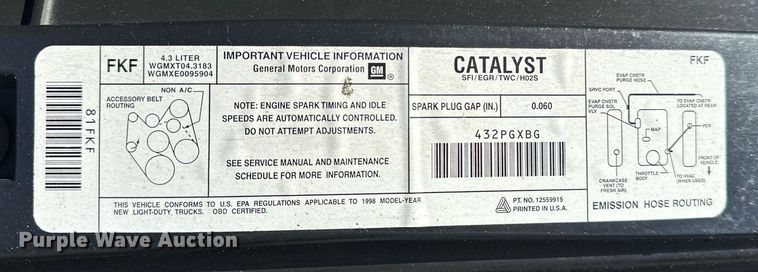 81FKF
FKF
4.3 LITER
WGMXT04.3183
WGMXE0095904
NON A/C
ACCESSORY BELT
ROUTING
IMPORTANT VEHICLE INFORMATION
General Motors Corporation GM
NOTE: ENGINE SPARK TIMING AND IDLE
SPEEDS ARE AUTOMATICALLY CONTROLLED.
DO NOT ATTEMPT ADJUSTMENTS.
SEE SERVICE MANUAL AND MAINTENANCE
SCHEDULE FOR MORE INFORMATION.
CATALYST
SFI/EGR/TWC/HO2S
SPARK PLUG GAP (IN.) 0.060
432PGXBG
FKF
EVAP CNSTR
PURGE HOSE
SRVC PORT
EVAP CNSTR
PURGE SOL
VLV
TO EVAP CNSTR
LOCATED AT REAR
MAP
PCV
FRONT OF
VEHICLE
CRANKCASE
VENT (TO
FRESH AIR)
THROTTLE
BODY
TO HVAC
(WHEN USED)
EMISSION HOSE ROUTING
THIS VEHICLE CONFORMS TO U.S. EPA REGULATIONS APPLICABLE TO 1998 MODEL-YEAR
NEW LIGHT-DUTY TRUCKS. OBD CERTIFIED.
PT. NO. 12559915
PRINTED IN U.S.A.
Purple Wave Auction